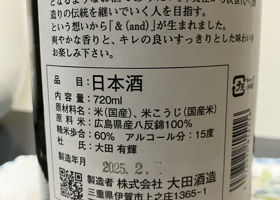 造りの伝統を継いでいく人を目指す。
という想いから「& (and)」が生まれました。
爽やかな香りと、キレの良いすっきりとした味わいを
お楽しみ下さい。
品目：日本酒
内容量：720ml
原材料名：米(国産)、米こうじ(国産米)
原料米：広島県産八反錦100%
精米歩合：60% アルコール分：15度
杜氏：大田 有輝
製造年月 2025. 2.
製造者 株式会社 大田酒造
三重県伊賀市上之庄1365-1